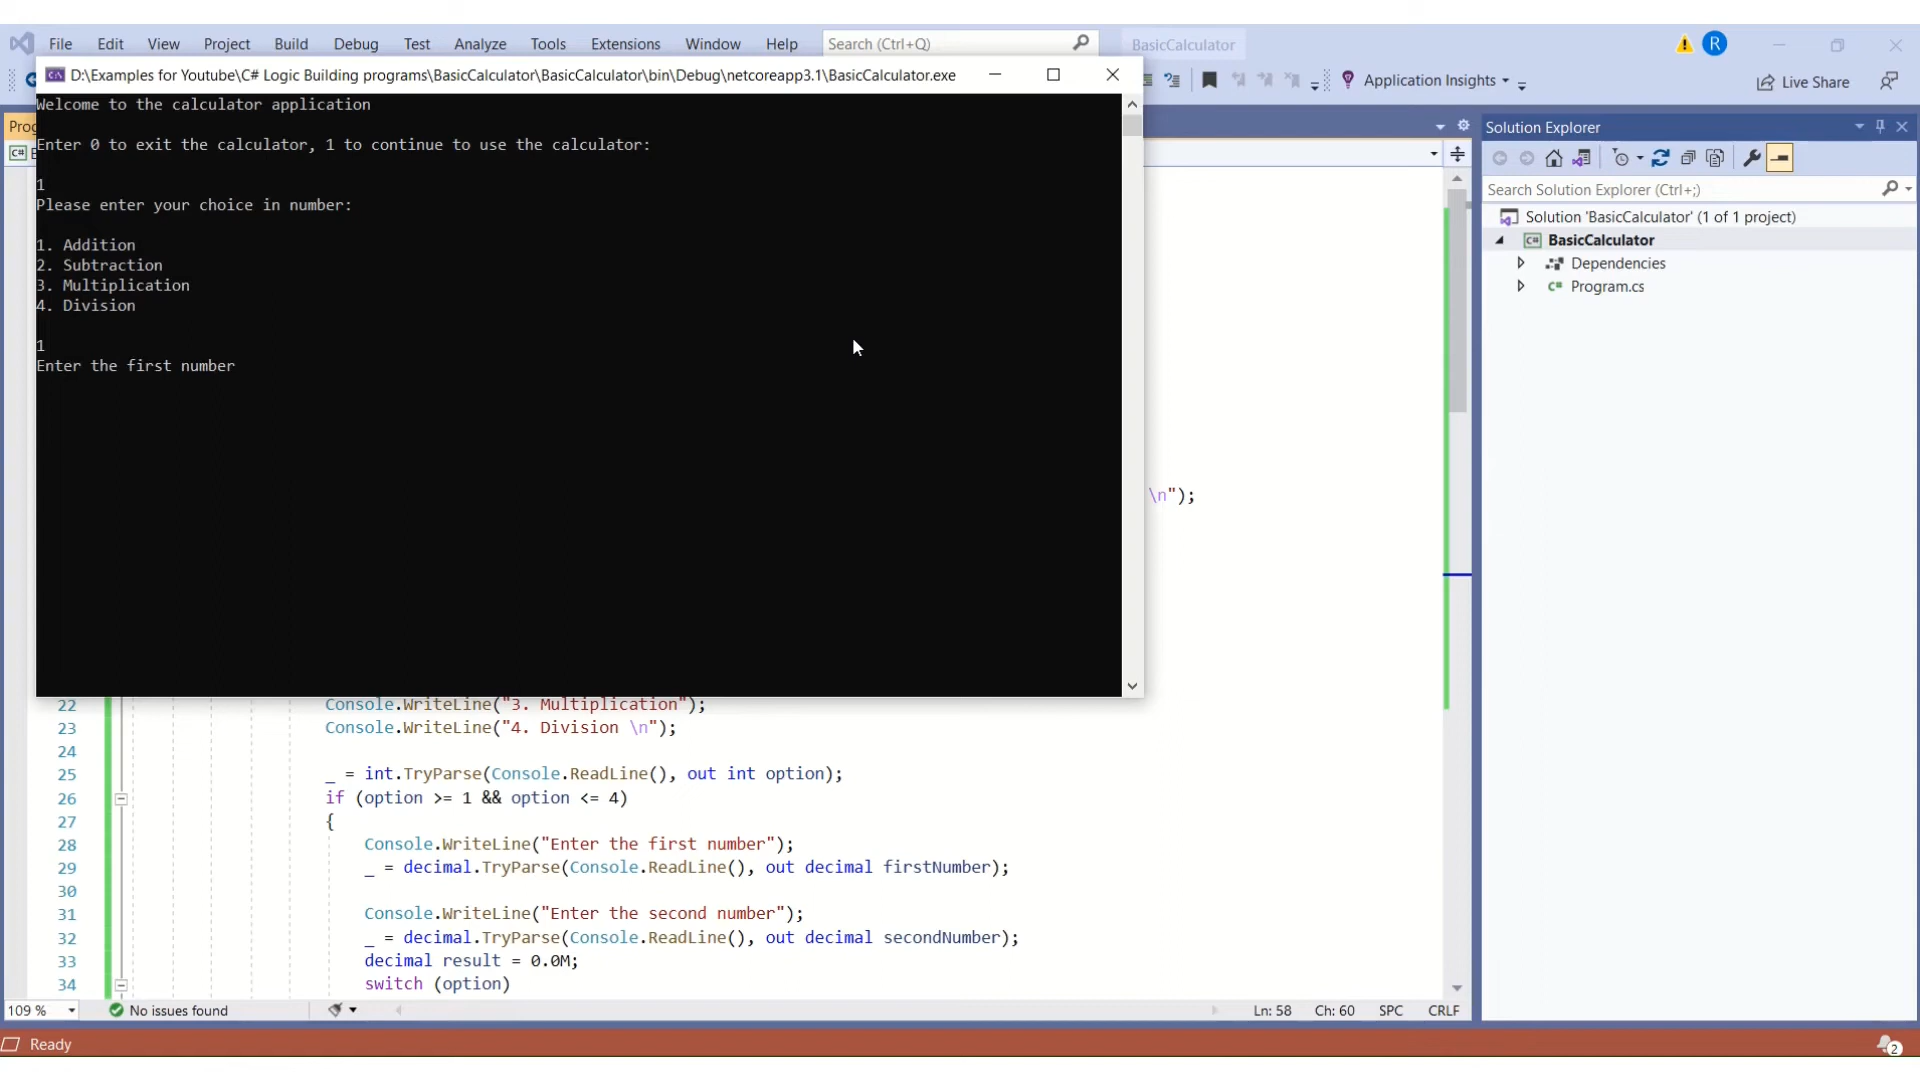 File Edit View Project Build Debug Test Analyze Tools Extensions Window Help Search (Ctrl+Q) BasicCalculator R
D:\Examples for Youtube\C# Logic Building programs\BasicCalculator\BasicCalculator\bin\Debug\netcoreapp3.1\BasicCalculator.exe
Application Insights
Live Share
Welcome to the calculator application
Enter 0 to exit the calculator, 1 to continue to use the calculator:
1
Please enter your choice in number:
1. Addition
2. Subtraction
3. Multiplication
4. Division
1
Enter the first number
Prog
C#
\n");
22 Console.WriteLine("3. Multiplication");
23 Console.WriteLine("4. Division \n");
24
25 _ = int.TryParse(Console.ReadLine(), out int option);
26 if (option >= 1 && option <= 4)
27 {
28 Console.WriteLine("Enter the first number");
29 _ = decimal.TryParse(Console.ReadLine(), out decimal firstNumber);
30
31 Console.WriteLine("Enter the second number");
32 _ = decimal.TryParse(Console.ReadLine(), out decimal secondNumber);
33 decimal result = 0.0M;
34 switch (option)
109 % No issues found Ln: 58 Ch: 60 SPC CRLF
Solution Explorer
Search Solution Explorer (Ctrl+;)
Solution 'BasicCalculator' (1 of 1 project)
C# BasicCalculator
Dependencies
C# Program.cs
Ready 2